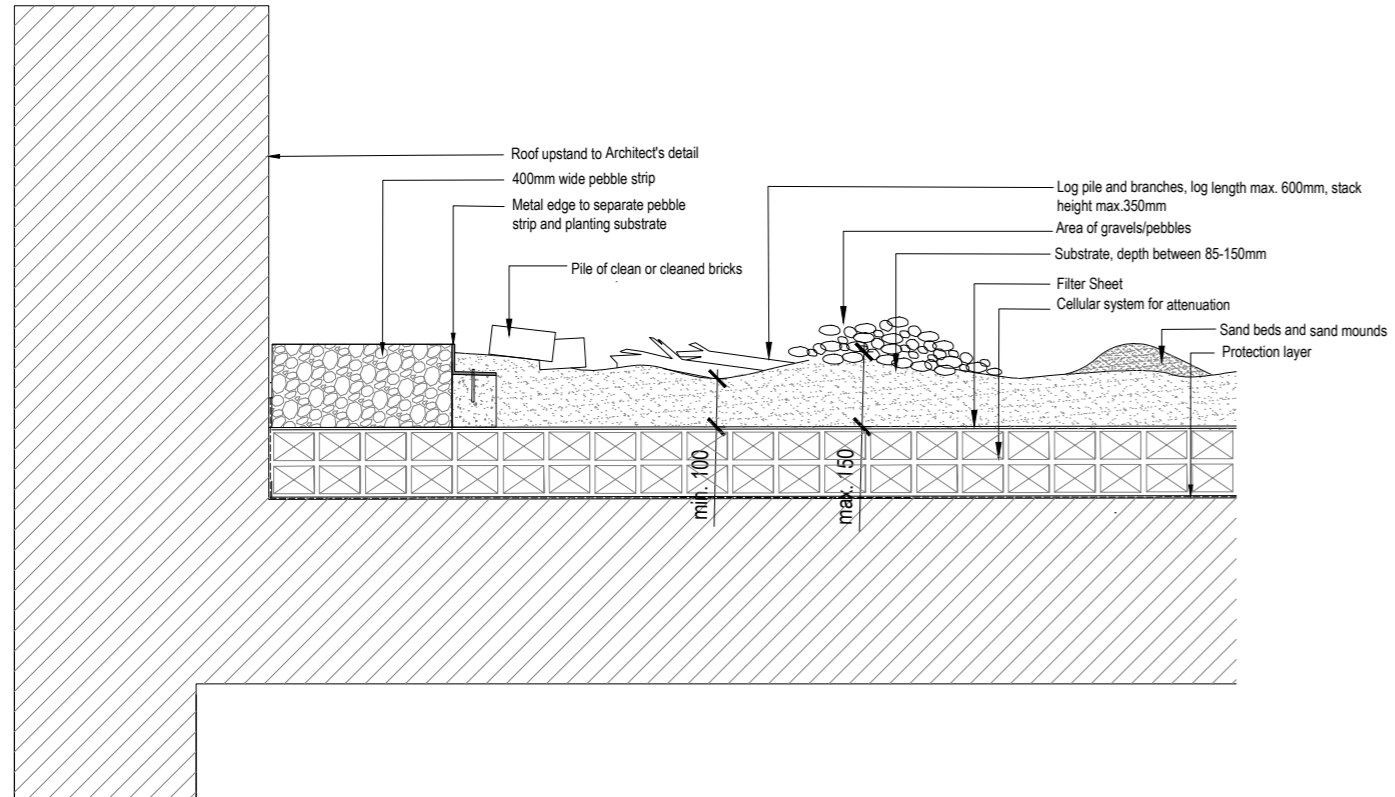 Roof upstand to Architect's detail
400mm wide pebble strip
Metal edge to separate pebble
strip and planting substrate
Pile of clean or cleaned bricks
Log pile and branches, log length max. 600mm, stack
height max.350mm
Area of gravels/pebbles
Substrate, depth between 85-150mm
Filter Sheet
Cellular system for attenuation
Sand beds and sand mounds
Protection layer
min. 100
max. 150